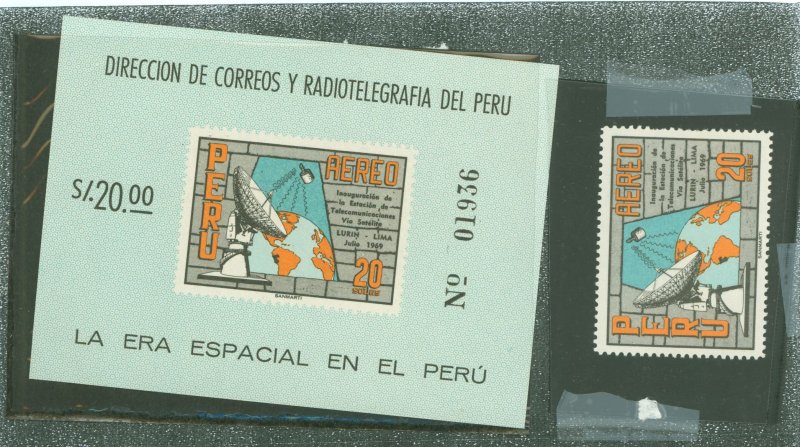 DIRECCION DE CORREOS Y RADIOTELEGRAFIA DEL PERU
S/.20.00
PERU
AEREO
Inauguración de
la Estación de
Telecomunicaciones
Vía Satélite
LURIN - LIMA
Julio 1969
20
SOLES
SANMARTI
Nº 01936
LA ERA ESPACIAL EN EL PERÚ
PERU
AEREO
Inauguración de
la Estación de
Telecomunicaciones
Vía Satélite
LURIN - LIMA
Julio 1969
20
SOLES
SANMARTI